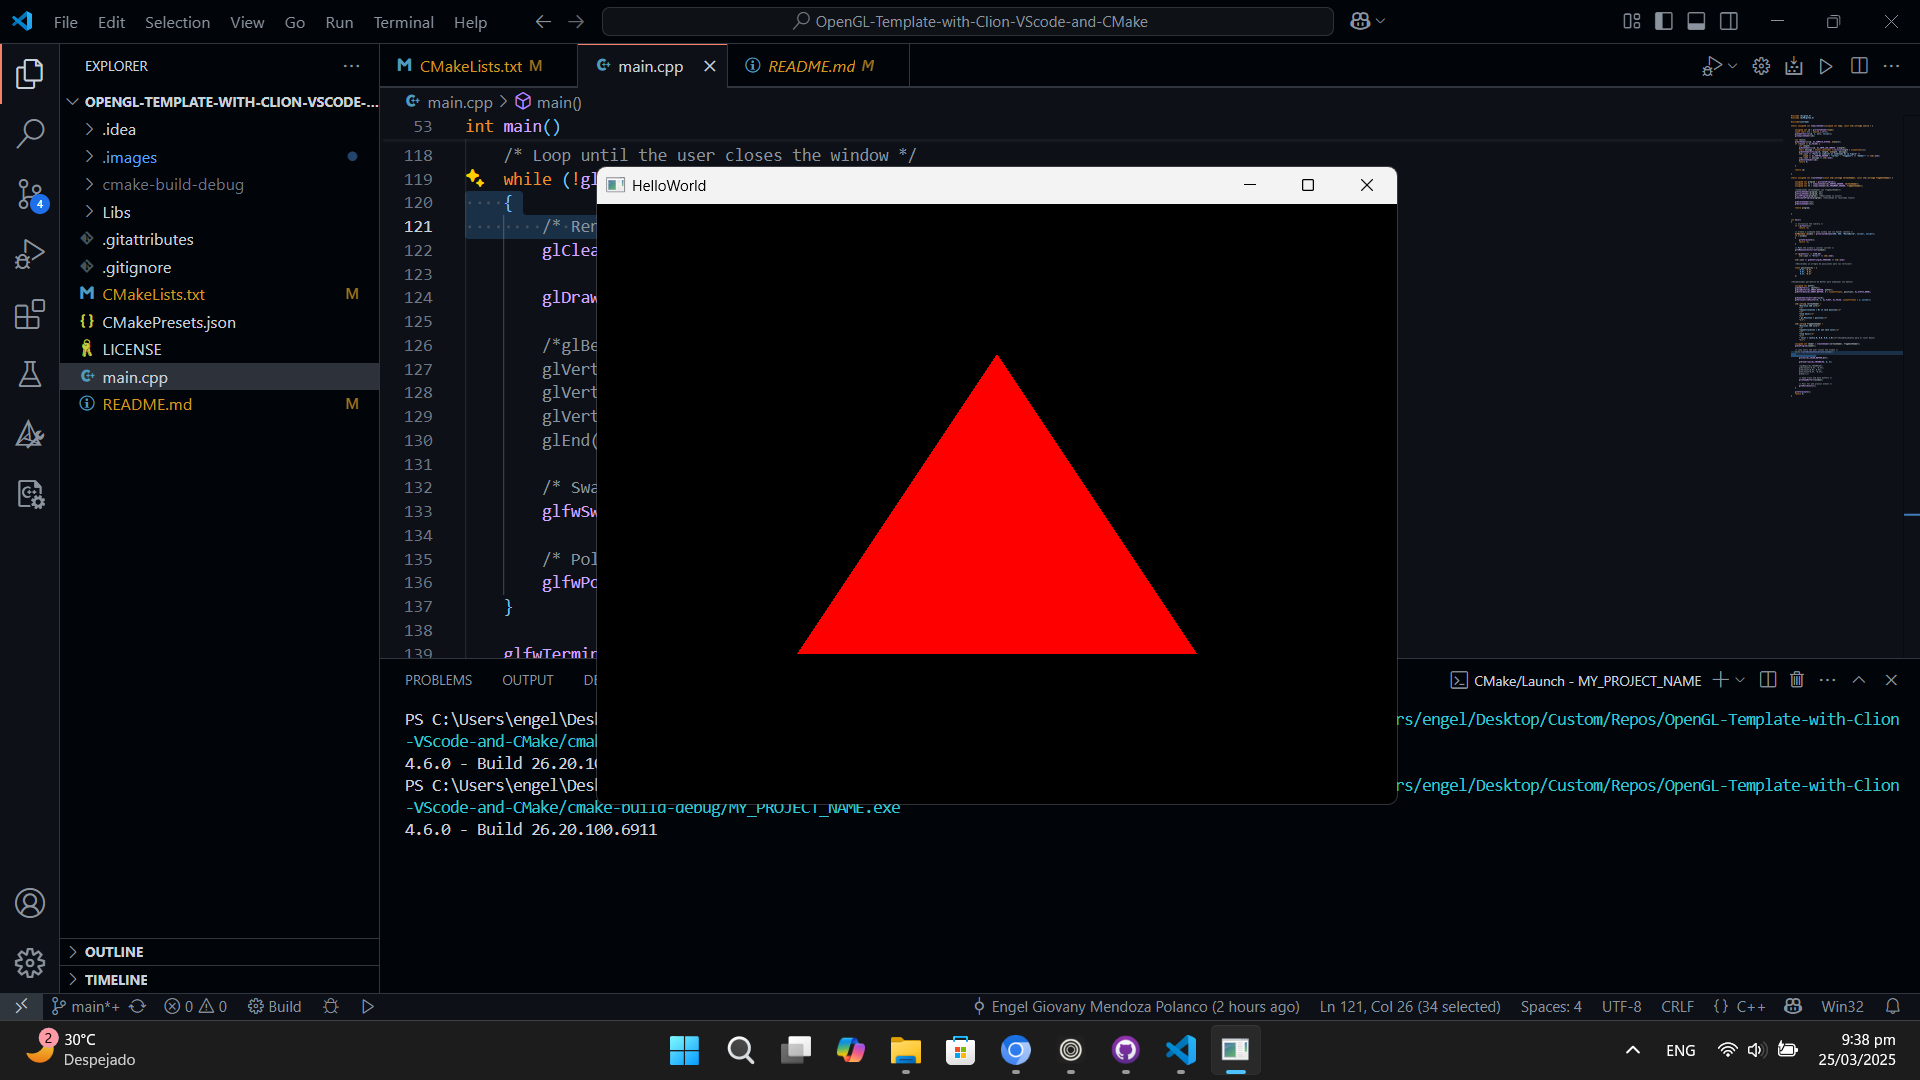 File Edit Selection View Go Run Terminal Help
OpenGL-Template-with-Clion-VScode-and-CMake
EXPLORER
OPENGL-TEMPLATE-WITH-CLION-VSCODE-...
.idea
.images
cmake-build-debug
Libs
.gitattributes
.gitignore
CMakeLists.txt M
CMakePresets.json
LICENSE
main.cpp
README.md M
OUTLINE
TIMELINE
4
CMakeLists.txt M
main.cpp
README.md M
main.cpp > main()
53 int main()
118 /* Loop until the user closes the window */
119 while (!gl
120 {
121 /* Ren
122 glClea
123
124 glDraw
125
126 /*glBe
127 glVert
128 glVert
129 glVert
130 glEnd(
131
132 /* Swa
133 glfwSw
134
135 /* Pol
136 glfwPo
137 }
138
139 glfwTermin
HelloWorld
PROBLEMS OUTPUT DE
CMake/Launch - MY_PROJECT_NAME
PS C:\Users\engel\Desk rs/engel/Desktop/Custom/Repos/OpenGL-Template-with-Clion
-VScode-and-CMake/cmak
4.6.0 - Build 26.20.10
PS C:\Users\engel\Desk rs/engel/Desktop/Custom/Repos/OpenGL-Template-with-Clion
-VScode-and-CMake/cmake-build-debug/MY_PROJECT_NAME.exe
4.6.0 - Build 26.20.100.6911
main*+ 0 0 Build
Engel Giovany Mendoza Polanco (2 hours ago) Ln 121, Col 26 (34 selected) Spaces: 4 UTF-8 CRLF {} C++ Win32
2 30°C
Despejado
ENG
9:38 pm
25/03/2025